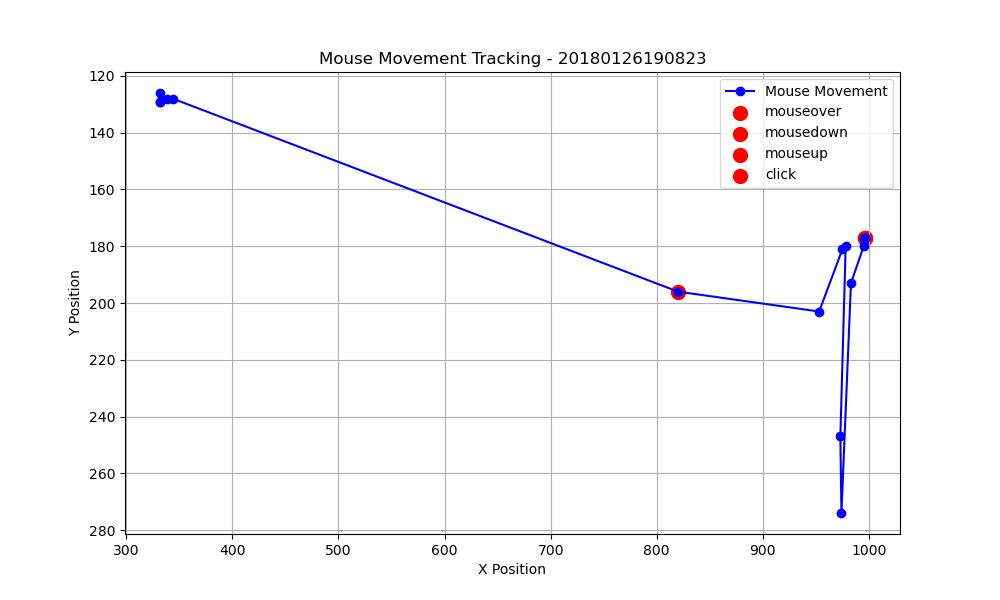 Mouse Movement Tracking - 20180126190823
120
140
160
180
200
220
240
260
280
Y Position
Mouse Movement
mouseover
mousedown
mouseup
click
300 400 500 600 700 800 900 1000
X Position